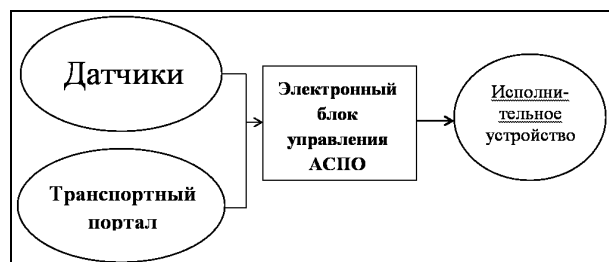 Датчики
Транспортный
портал
Электронный
блок
управления
АСПО
Исполни-
тельное
устройство